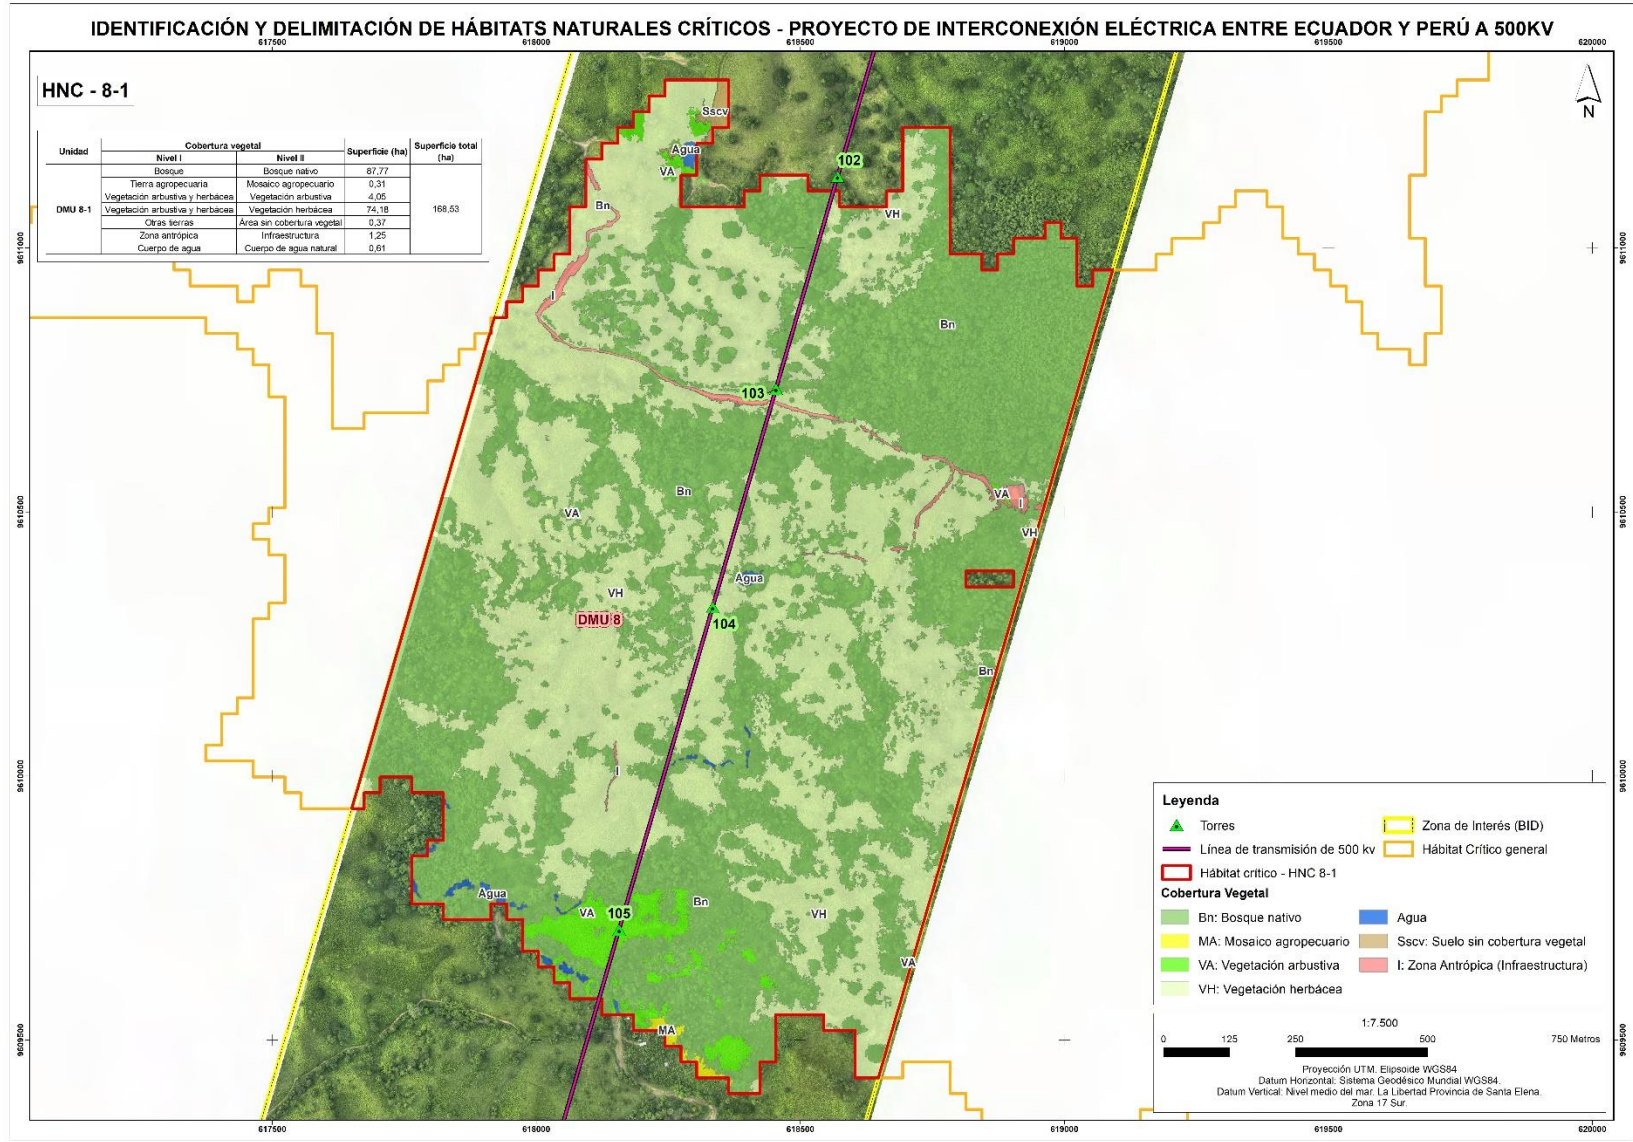 IDENTIFICACIÓN Y DELIMITACIÓN DE HÁBITATS NATURALES CRÍTICOS - PROYECTO DE INTERCONEXIÓN ELÉCTRICA ENTRE ECUADOR Y PERÚ A 500KV
617500 618000 618500 619000 619500 620000
HNC - 8-1
N
Unidad Cobertura vegetal Superficie (ha) Superficie total (ha)
Nivel I Nivel II
DMU 8-1 168,53
Bosque Bosque nativo 87,77
Tierra agropecuaria Mosaico agropecuario 0,31
Vegetación arbustiva y herbácea Vegetación arbustiva 4,05
Vegetación arbustiva y herbácea Vegetación herbácea 74,18
Otras tierras Área sin cobertura vegetal 0,37
Zona antrópica Infraestructura 1,25
Cuerpo de agua Cuerpo de agua natural 0,61
Sscv
Agua
VA
102
Bn
VH
9611000 9611000
I
Bn
103
Bn
VA
VA
I
9610500 9610500
VH
Agua
VH
DMU 8
104
Bn
I
9610000 9610000
Agua
VA
105
Bn
VH
VA
MA
9609500 9609500
Leyenda
Torres
Línea de transmisión de 500 kv
Hábitat crítico - HNC 8-1
Zona de Interés (BID)
Hábitat Crítico general
Cobertura Vegetal
Bn: Bosque nativo
MA: Mosaico agropecuario
VA: Vegetación arbustiva
VH: Vegetación herbácea
Agua
Sscv: Suelo sin cobertura vegetal
I: Zona Antrópica (Infraestructura)
1:7.500
0 125 250 500 750 Metros
Proyección UTM. Elipsoide WGS84
Datum Horizontal: Sistema Geodésico Mundial WGS84.
Datum Vertical: Nivel medio del mar. La Libertad Provincia de Santa Elena.
Zona 17 Sur.
617500 618000 618500 619000 619500 620000